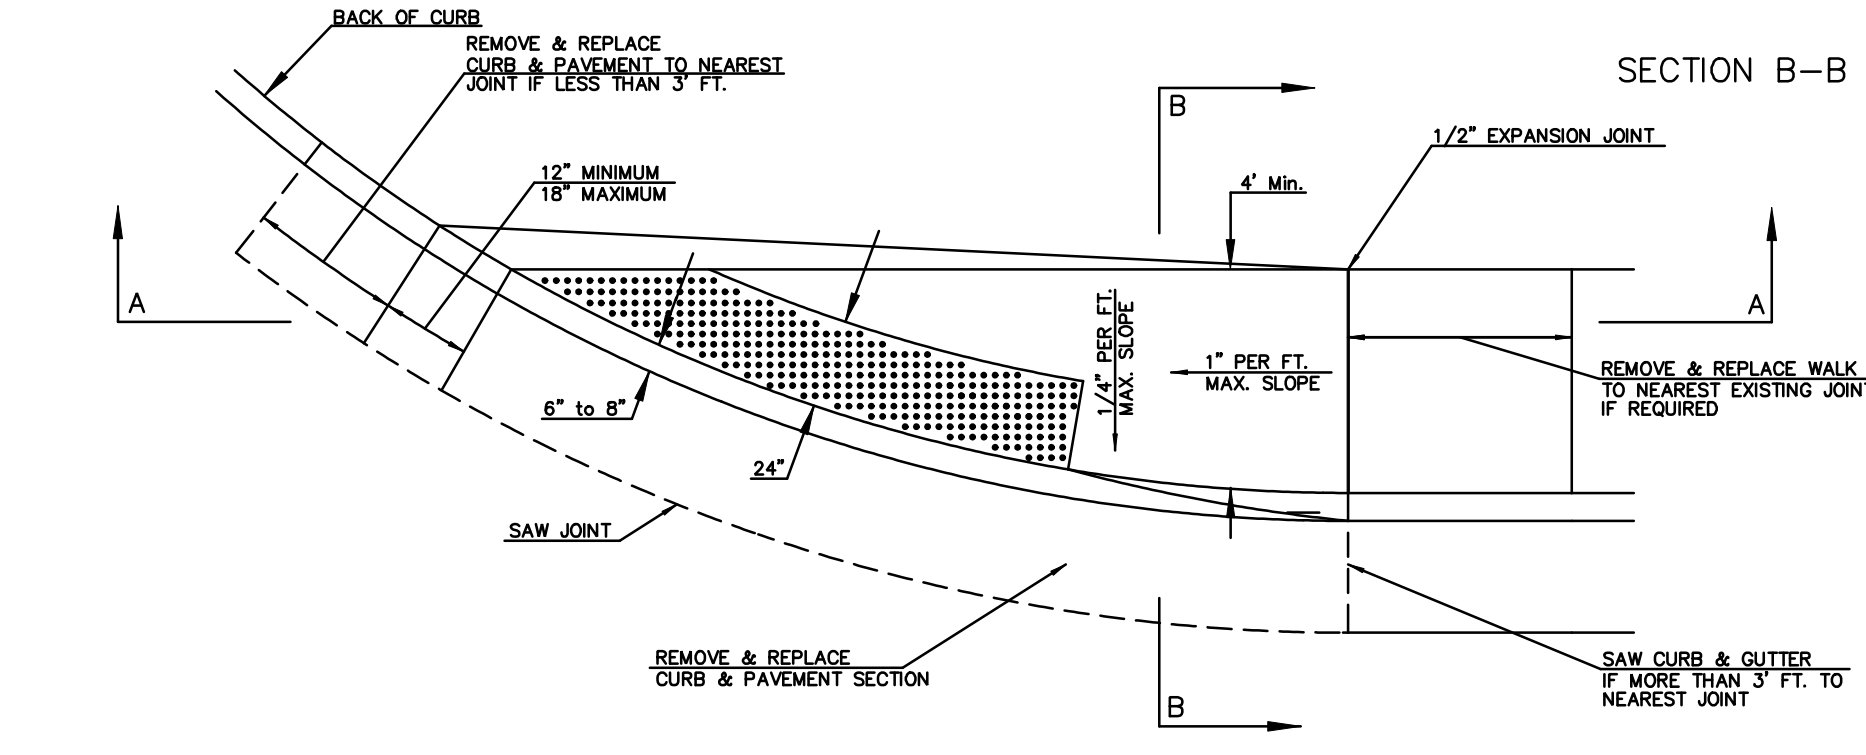 BACK OF CURB
REMOVE & REPLACE
CURB & PAVEMENT TO NEAREST
JOINT IF LESS THAN 3' FT.
SECTION B-B
B
1/2" EXPANSION JOINT
12" MINIMUM
18" MAXIMUM
4' Min.
A
A
1/4" PER FT.
MAX. SLOPE
1" PER FT.
MAX. SLOPE
REMOVE & REPLACE WALK
TO NEAREST EXISTING JOINT
IF REQUIRED
6" to 8"
24"
SAW JOINT
REMOVE & REPLACE
CURB & PAVEMENT SECTION
B
SAW CURB & GUTTER
IF MORE THAN 3' FT. TO
NEAREST JOINT